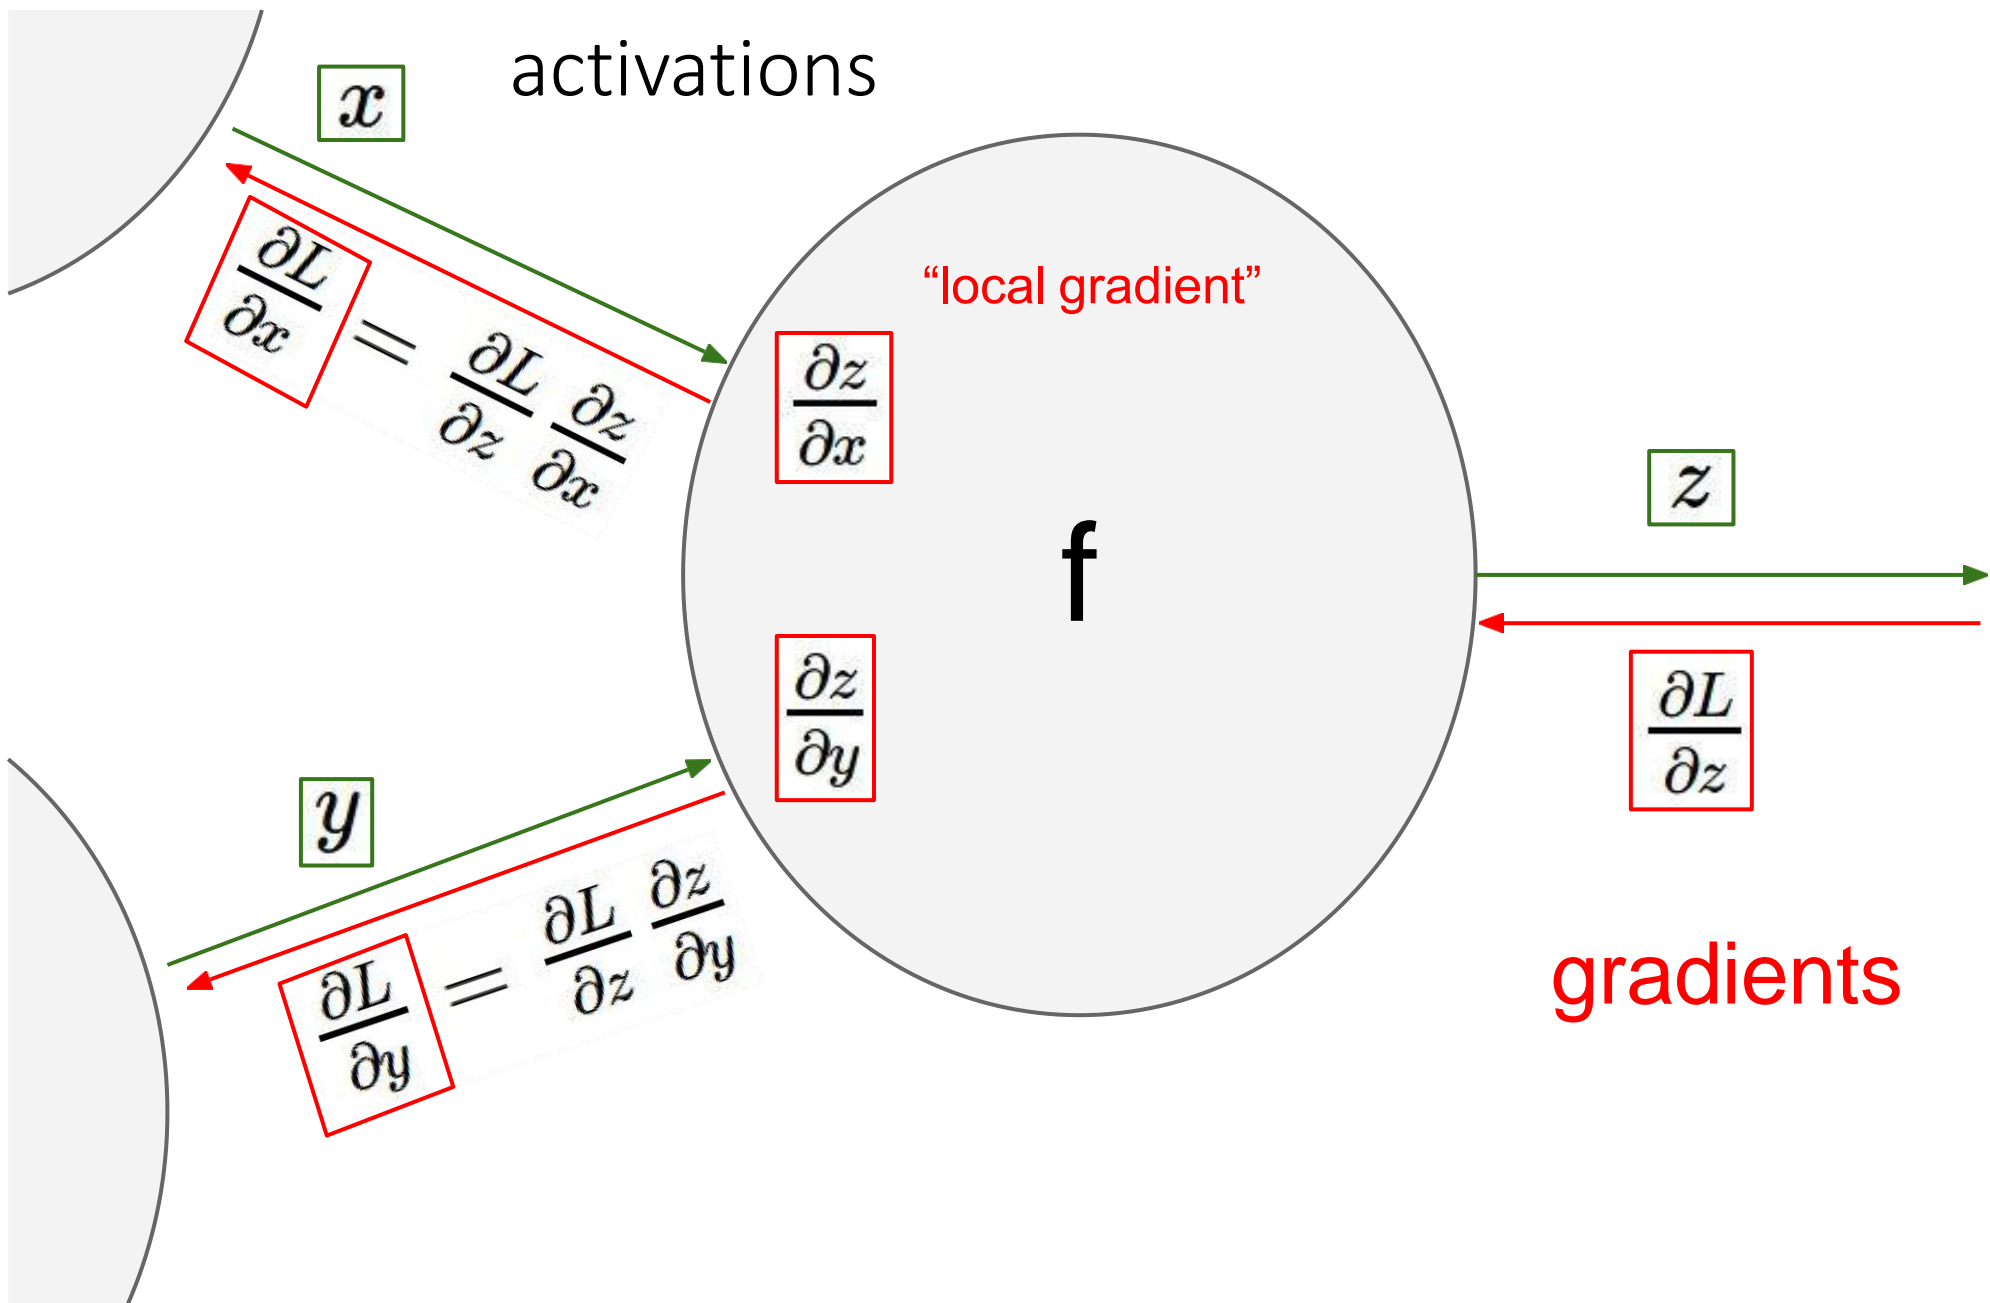 activations
x
∂L/∂x = ∂L/∂z ∂z/∂x
“local gradient”
∂z/∂x
f
z
∂z/∂y
∂L/∂z
y
∂L/∂y = ∂L/∂z ∂z/∂y
gradients